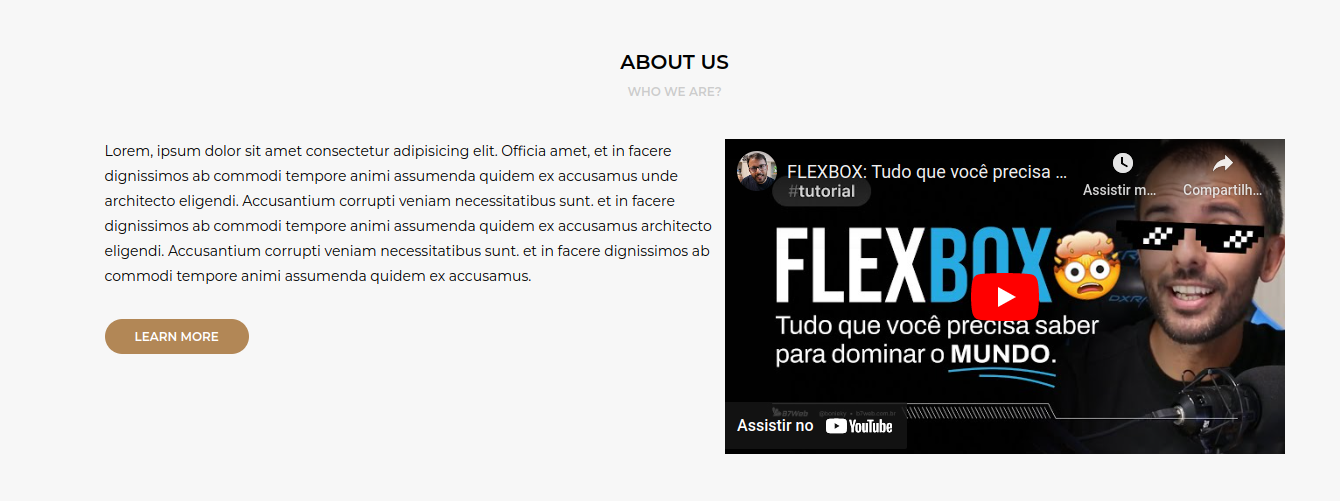 ABOUT US
WHO WE ARE?
Lorem, ipsum dolor sit amet consectetur adipisicing elit. Officia amet, et in facere
dignissimos ab commodi tempore animi assumenda quidem ex accusamus unde
architecto eligendi. Accusantium corrupti veniam necessitatibus sunt. et in facere
dignissimos ab commodi tempore animi assumenda quidem ex accusamus architecto
eligendi. Accusantium corrupti veniam necessitatibus sunt. et in facere dignissimos ab
commodi tempore animi assumenda quidem ex accusamus.
LEARN MORE
FLEXBOX: Tudo que você precisa ...
Assistir m...
Compartilh...
#tutorial
FLEXBOX
Tudo que você precisa saber
para dominar o MUNDO.
B7Web
b7web.com.br
Assistir no YouTube